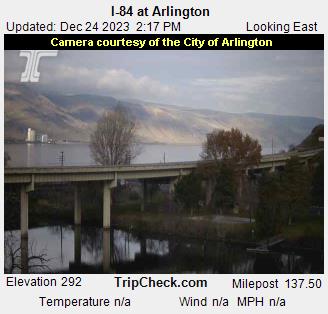 I-84 at Arlington
Updated: Dec 24 2023 2:17 PM Looking East
Camera courtesy of the City of Arlington
Elevation 292 TripCheck.com Milepost 137.50
Temperature n/a Wind n/a MPH n/a